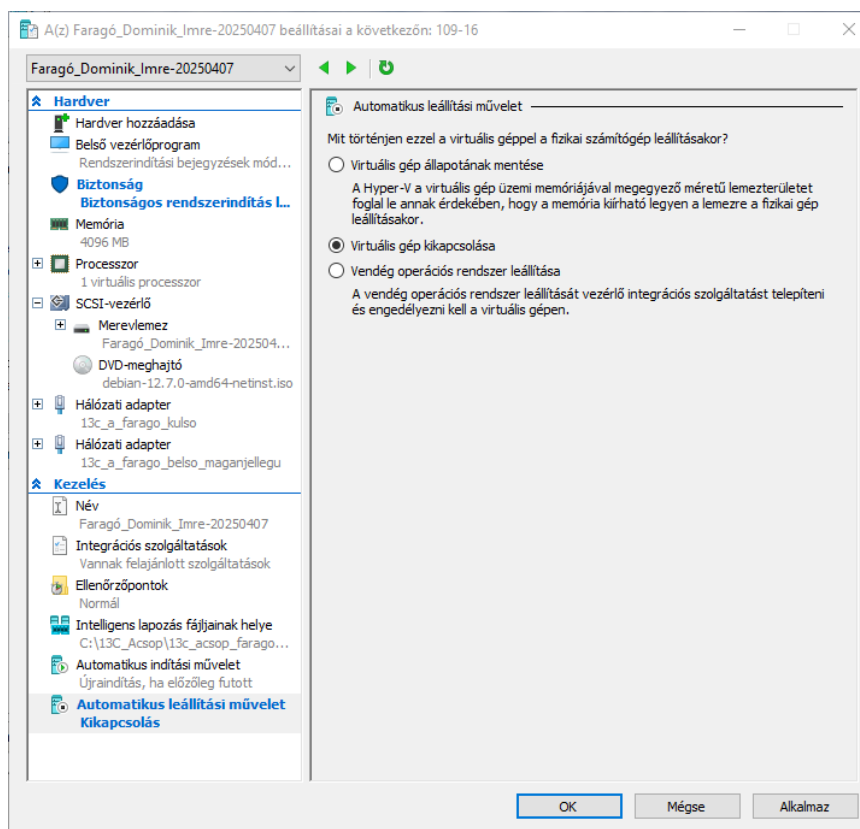 A(z) Faragó_Dominik_Imre-20250407 beállításai a következőn: 109-16
Faragó_Dominik_Imre-20250407
Hardver
Hardver hozzáadása
Belső vezérlőprogram
Rendszerindítási bejegyzések mód...
Biztonság
Biztonságos rendszerindítás l...
Memória
4096 MB
Processzor
1 virtuális processzor
SCSI-vezérlő
Merevlemez
Faragó_Dominik_Imre-202504...
DVD-meghajtó
debian-12.7.0-amd64-netinst.iso
Hálózati adapter
13c_a_farago_kulso
Hálózati adapter
13c_a_farago_belso_maganjellegu
Kezelés
Név
Faragó_Dominik_Imre-20250407
Integrációs szolgáltatások
Vannak felajánlott szolgáltatások
Ellenőrzőpontok
Normál
Intelligens lapozás fájljainak helye
C:\13C_Acsop\13c_acsop_farago...
Automatikus indítási művelet
Újraindítás, ha előzőleg futott
Automatikus leállítási művelet
Kikapcsolás
Automatikus leállítási művelet
Mit történjen ezzel a virtuális géppel a fizikai számítógép leállításakor?
Virtuális gép állapotának mentése
A Hyper-V a virtuális gép üzemi memóriájával megegyező méretű lemezterületet
foglal le annak érdekében, hogy a memória kiírható legyen a lemezre a fizikai gép
leállításakor.
Virtuális gép kikapcsolása
Vendég operációs rendszer leállítása
A vendég operációs rendszer leállítását vezérlő integrációs szolgáltatást telepíteni
és engedélyezni kell a virtuális gépen.
OK
Mégse
Alkalmaz